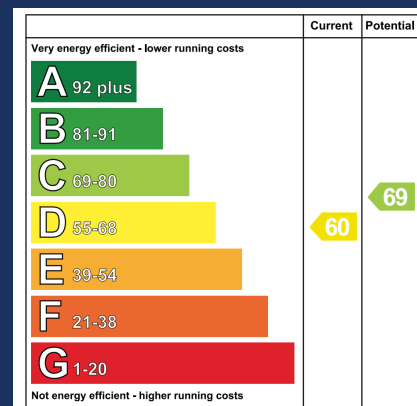 Current Potential
Very energy efficient - lower running costs
A 92 plus
B 81-91
C 69-80
69
D 55-68
60
E 39-54
F 21-38
G 1-20
Not energy efficient - higher running costs